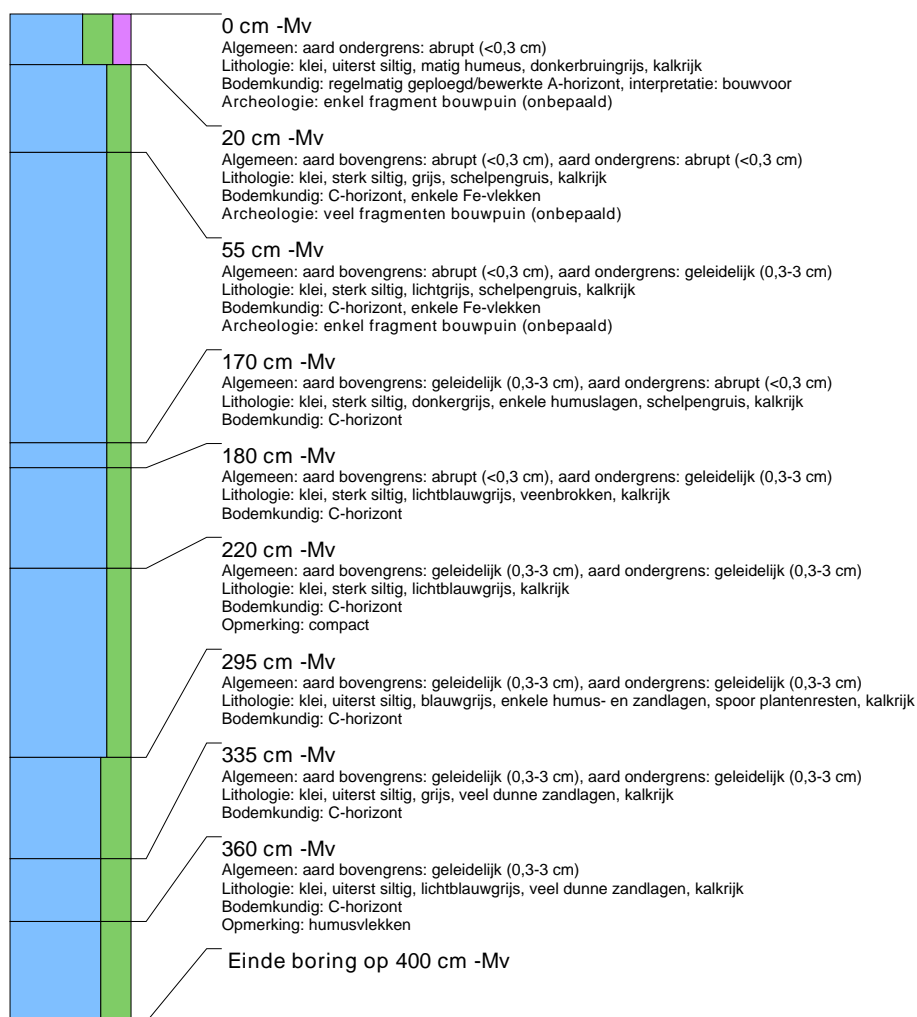 0 cm -Mv
Algemeen: aard ondergrens: abrupt (<0,3 cm)
Lithologie: klei, uiterst siltig, matig humeus, donkerbruingrijs, kalkrijk
Bodemkundig: regelmatig geploegd/bewerkte A-horizont, interpretatie: bouwvoor
Archeologie: enkel fragment bouwpuin (onbepaald)
20 cm -Mv
Algemeen: aard bovengrens: abrupt (<0,3 cm), aard ondergrens: abrupt (<0,3 cm)
Lithologie: klei, sterk siltig, grijs, schelpengruis, kalkrijk
Bodemkundig: C-horizont, enkele Fe-vlekken
Archeologie: veel fragmenten bouwpuin (onbepaald)
55 cm -Mv
Algemeen: aard bovengrens: abrupt (<0,3 cm), aard ondergrens: geleidelijk (0,3-3 cm)
Lithologie: klei, sterk siltig, lichtgrijs, schelpengruis, kalkrijk
Bodemkundig: C-horizont, enkele Fe-vlekken
Archeologie: enkel fragment bouwpuin (onbepaald)
170 cm -Mv
Algemeen: aard bovengrens: geleidelijk (0,3-3 cm), aard ondergrens: abrupt (<0,3 cm)
Lithologie: klei, sterk siltig, donkergrijs, enkele humuslagen, schelpengruis, kalkrijk
Bodemkundig: C-horizont
180 cm -Mv
Algemeen: aard bovengrens: abrupt (<0,3 cm), aard ondergrens: geleidelijk (0,3-3 cm)
Lithologie: klei, sterk siltig, lichtblauwgrijs, veenbrokken, kalkrijk
Bodemkundig: C-horizont
220 cm -Mv
Algemeen: aard bovengrens: geleidelijk (0,3-3 cm), aard ondergrens: geleidelijk (0,3-3 cm)
Lithologie: klei, sterk siltig, lichtblauwgrijs, kalkrijk
Bodemkundig: C-horizont
Opmerking: compact
295 cm -Mv
Algemeen: aard bovengrens: geleidelijk (0,3-3 cm), aard ondergrens: geleidelijk (0,3-3 cm)
Lithologie: klei, uiterst siltig, blauwgrijs, enkele humus- en zandlagen, spoor plantenresten, kalkrijk
Bodemkundig: C-horizont
335 cm -Mv
Algemeen: aard bovengrens: geleidelijk (0,3-3 cm), aard ondergrens: geleidelijk (0,3-3 cm)
Lithologie: klei, uiterst siltig, grijs, veel dunne zandlagen, kalkrijk
Bodemkundig: C-horizont
360 cm -Mv
Algemeen: aard bovengrens: geleidelijk (0,3-3 cm)
Lithologie: klei, uiterst siltig, lichtblauwgrijs, veel dunne zandlagen, kalkrijk
Bodemkundig: C-horizont
Opmerking: humusvlekken
Einde boring op 400 cm -Mv